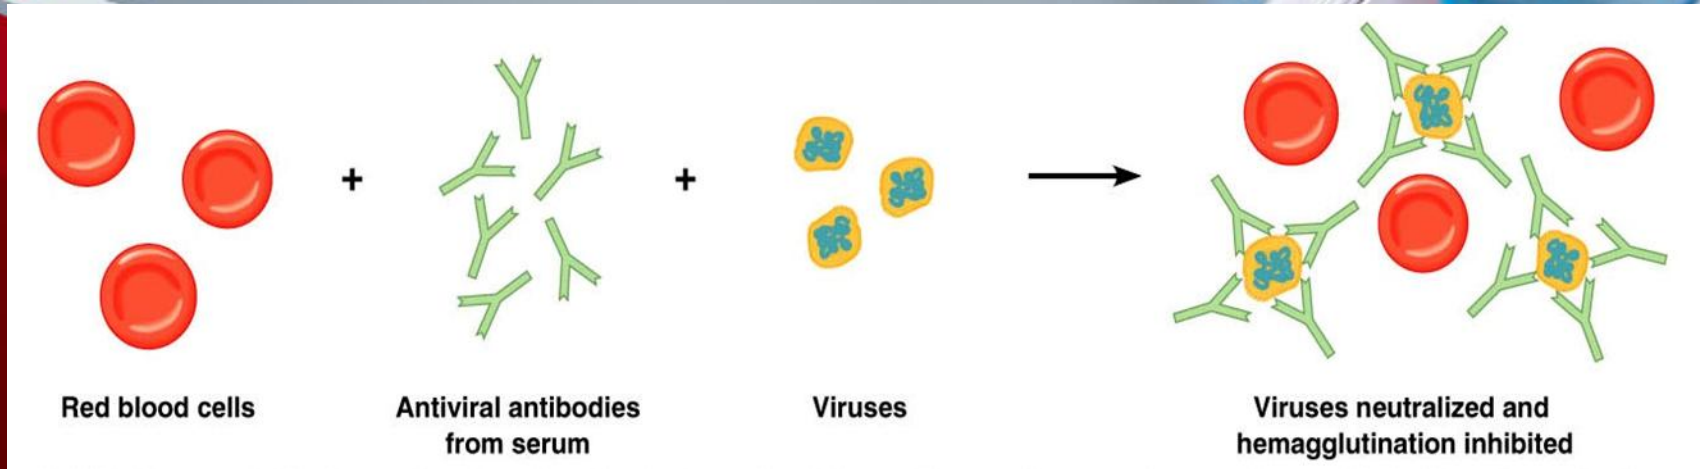 +
+
Red blood cells
Antiviral antibodies
from serum
Viruses
Viruses neutralized and
hemagglutination inhibited